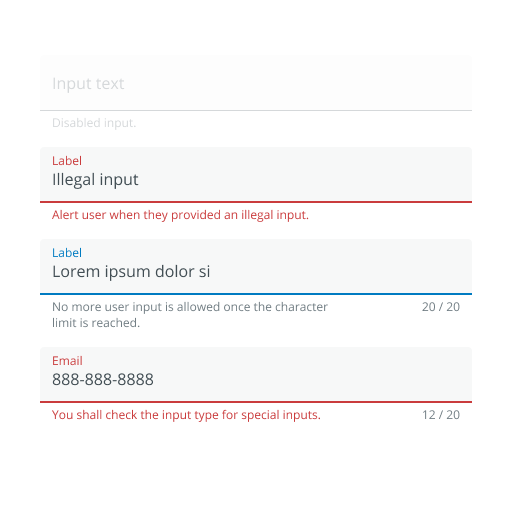 Input text
Disabled input.
Label
Illegal input
Alert user when they provided an illegal input.
Label
Lorem ipsum dolor si
No more user input is allowed once the character 20 / 20
limit is reached.
Email
888-888-8888
You shall check the input type for special inputs. 12 / 20